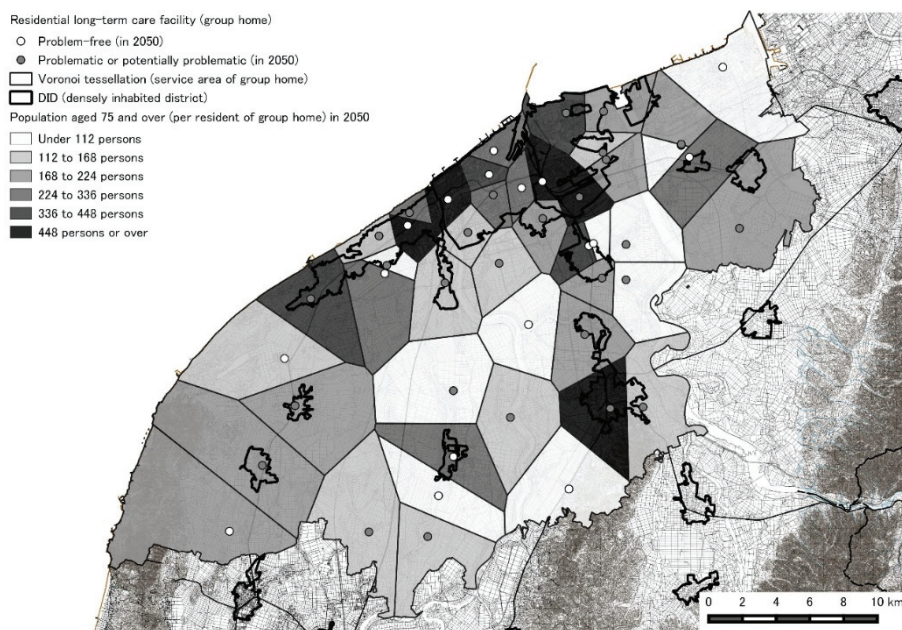 Residential long-term care facility (group home)
Problem-free (in 2050)
Problematic or potentially problematic (in 2050)
Voronoi tessellation (service area of group home)
DID (densely inhabited district)
Population aged 75 and over (per resident of group home) in 2050
Under 112 persons
112 to 168 persons
168 to 224 persons
224 to 336 persons
336 to 448 persons
448 persons or over
0 2 4 6 8 10 km